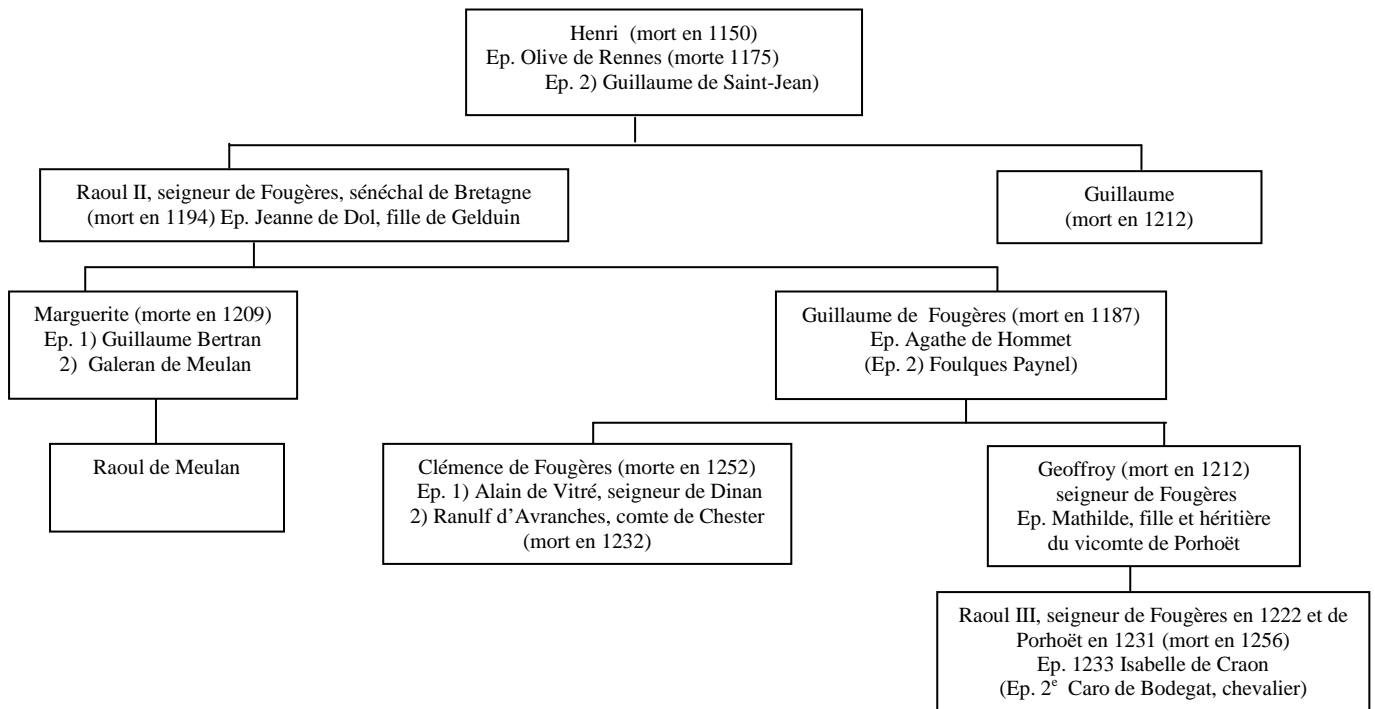 Henri (mort en 1150)
Ep. Olive de Rennes (morte 1175)
Ep. 2) Guillaume de Saint-Jean)
Raoul II, seigneur de Fougères, sénéchal de Bretagne
(mort en 1194) Ep. Jeanne de Dol, fille de Gelduin
Guillaume
(mort en 1212)
Marguerite (morte en 1209)
Ep. 1) Guillaume Bertran
2) Galeran de Meulan
Guillaume de Fougères (mort en 1187)
Ep. Agathe de Hommet
(Ep. 2) Foulques Paynel)
Raoul de Meulan
Clémence de Fougères (morte en 1252)
Ep. 1) Alain de Vitré, seigneur de Dinan
2) Ranulf d’Avranches, comte de Chester
(mort en 1232)
Geoffroy (mort en 1212)
seigneur de Fougères
Ep. Mathilde, fille et héritière
du vicomte de Porhoët
Raoul III, seigneur de Fougères en 1222 et de
Porhoët en 1231 (mort en 1256)
Ep. 1233 Isabelle de Craon
(Ep. 2e Caro de Bodegat, chevalier)